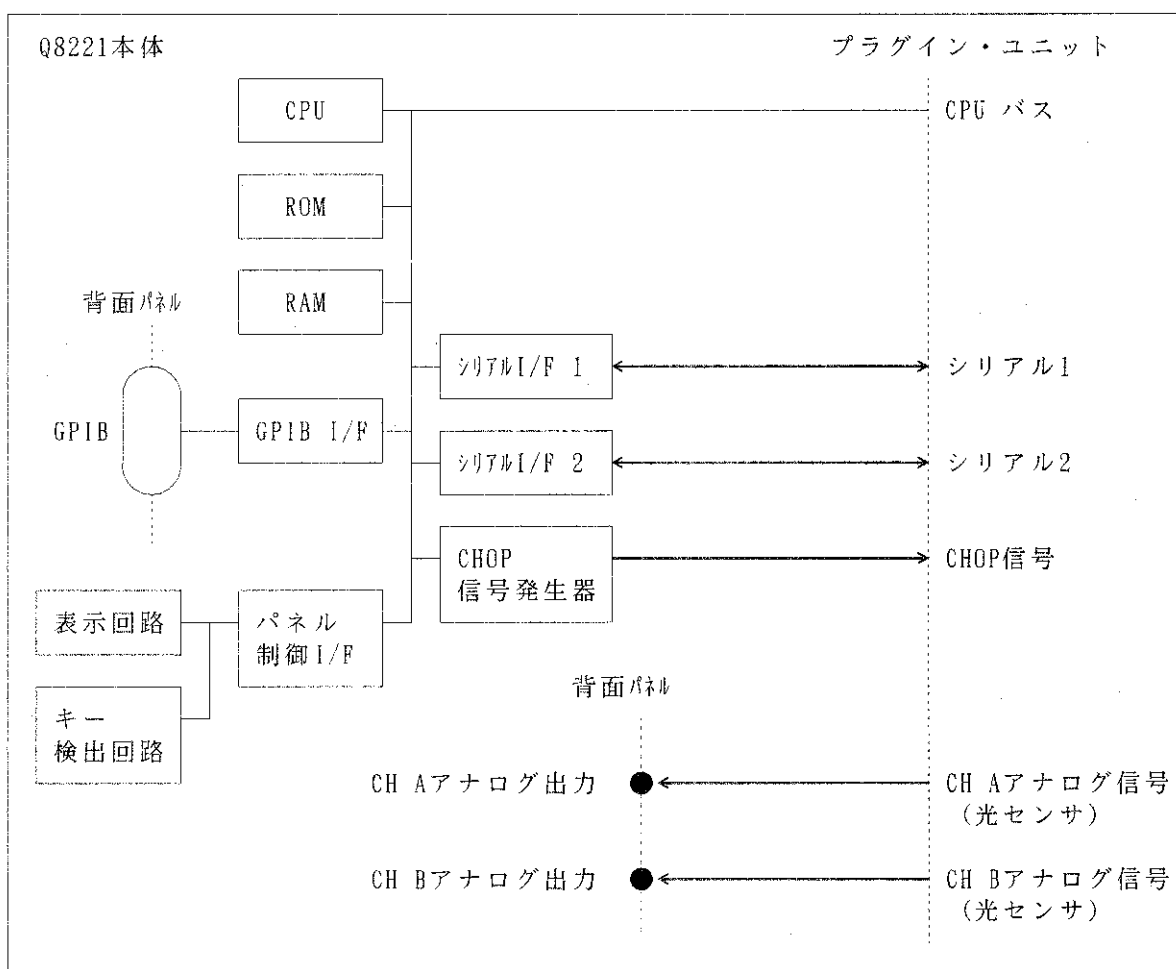 Q8221本体
プラグイン・ユニット
CPU
CPU バス
ROM
RAM
背面パネル
シリアルI/F 1
シリアル1
GPIB
GPIB I/F
シリアルI/F 2
シリアル2
CHOP
信号発生器
CHOP信号
表示回路
パネル
制御I/F
キー
検出回路
背面パネル
CH Aアナログ出力
CH Aアナログ信号
(光センサ)
CH Bアナログ出力
CH Bアナログ信号
(光センサ)